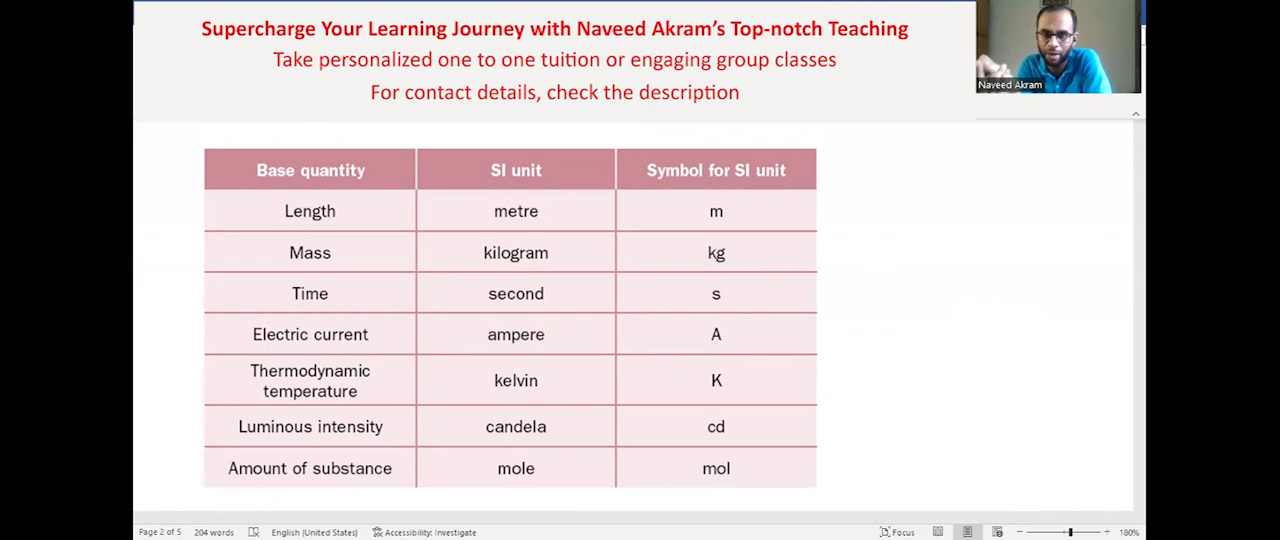 Supercharge Your Learning Journey with Naveed Akram's Top-notch Teaching
Take personalized one to one tuition or engaging group classes
For contact details, check the description
Naveed Akram
Base quantity SI unit Symbol for SI unit
Length metre m
Mass kilogram kg
Time second s
Electric current ampere A
Thermodynamic
temperature kelvin K
Luminous intensity candela cd
Amount of substance mole mol
Page 2 of 5 204 words English (United States) Accessibility: Investigate Focus 180%